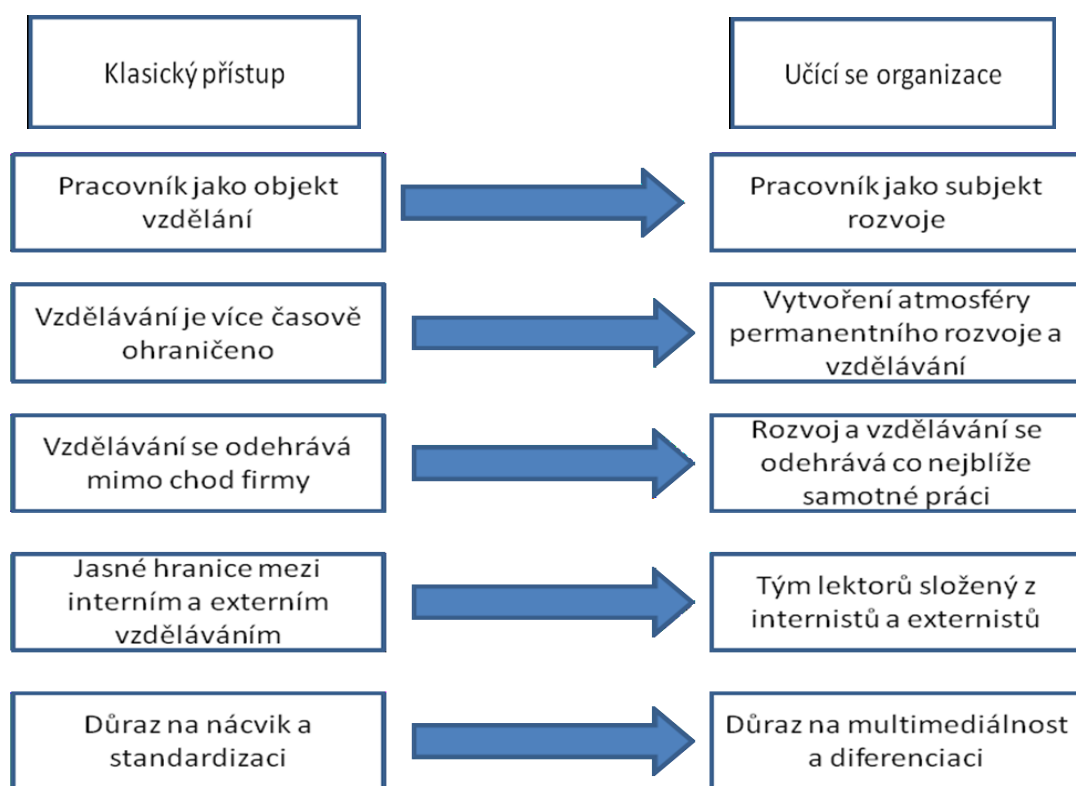 Klasický přístup
Učící se organizace
Pracovník jako objekt
vzdělání
Pracovník jako subjekt
rozvoje
Vzdělávání je více časově
ohraničeno
Vytvoření atmosféry
permanentního rozvoje a
vzdělávání
Vzdělávání se odehrává
mimo chod firmy
Rozvoj a vzdělávání se
odehrává co nejblíže
samotné práci
Jasné hranice mezi
interním a externím
vzděláváním
Tým lektorů složený z
internistů a externistů
Důraz na nácvik a
standardizaci
Důraz na multimediálnost
a diferenciaci